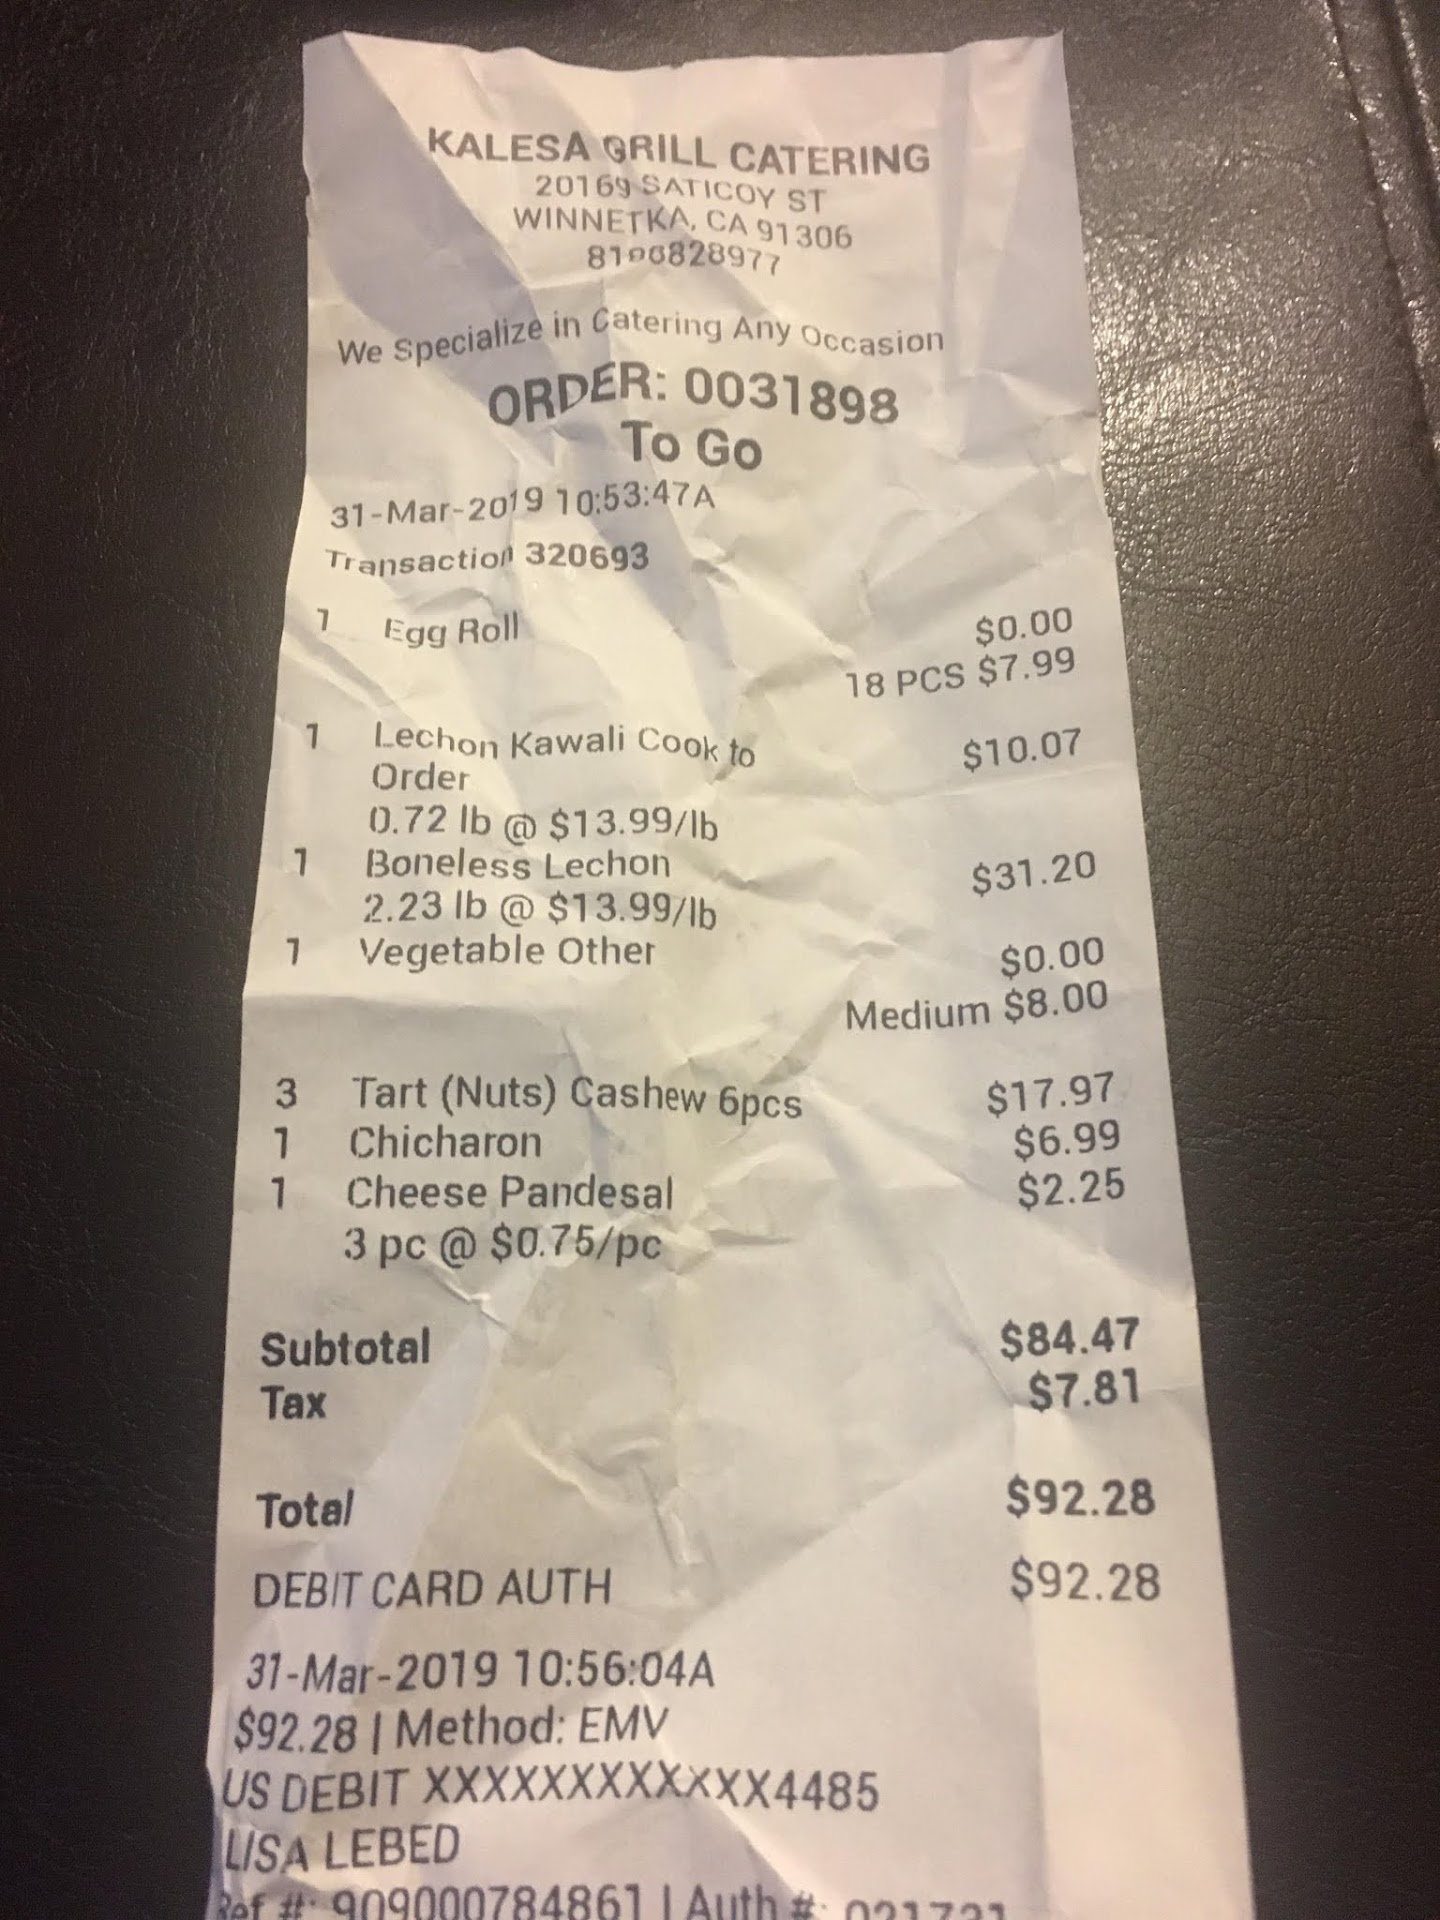 KALESA GRILL CATERING
20169 SATICOY ST
WINNETKA, CA 91306
We Specialize in Catering Any Occasion
ORDER: 0031898
To Go
31-Mar-2019 10:53:47A
Transaction 320693
1 Egg Roll $0.00
18 PCS $7.99
1 Lechon Kawali Cook to $10.07
Order
0.72 lb @ $13.99/lb
1 Boneless Lechon $31.20
2.23 lb @ $13.99/lb
1 Vegetable Other $0.00
Medium $8.00
3 Tart (Nuts) Cashew 6pcs $17.97
1 Chicharon $6.99
1 Cheese Pandesal $2.25
3 pc @ $0.75/pc
Subtotal $84.47
Tax $7.81
Total $92.28
DEBIT CARD AUTH $92.28
31-Mar-2019 10:56:04A
$92.28 | Method: EMV
US DEBIT XXXXXXXXXXXX4485
LISA LEBED
Ref #: 909000784861 | Auth #: